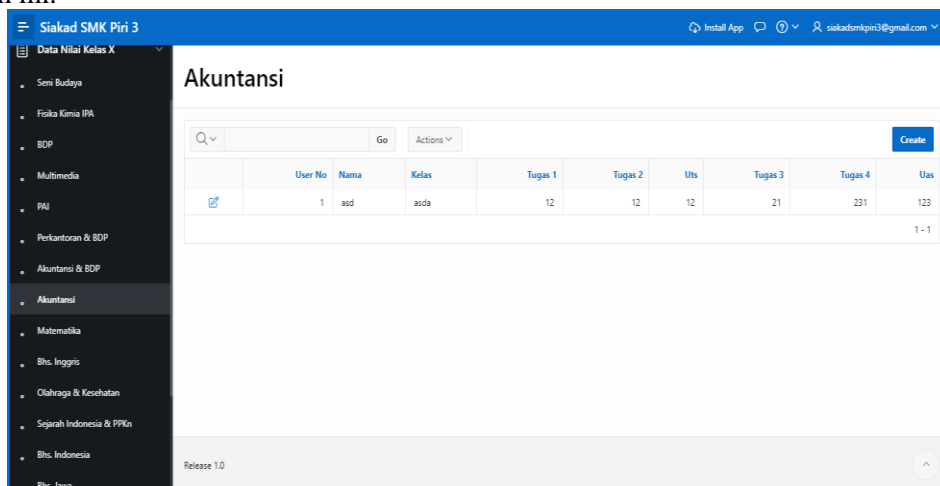 Siakad SMK Piri 3
Install App
siakadsmkpiri3@gmail.com
Data Nilai Kelas X
Seni Budaya
Fisika Kimia IPA
BDP
Multimedia
PAI
Perkantoran & BDP
Akuntansi & BDP
Akuntansi
Matematika
Bhs. Inggris
Olahraga & Kesehatan
Sejarah Indonesia & PPKn
Bhs. Indonesia
Bhs. Jawa
Akuntansi
Go Actions Create
User No Nama Kelas Tugas 1 Tugas 2 Uts Tugas 3 Tugas 4 Uas
1 asd asda 12 12 12 21 231 123
1 - 1
Release 1.0